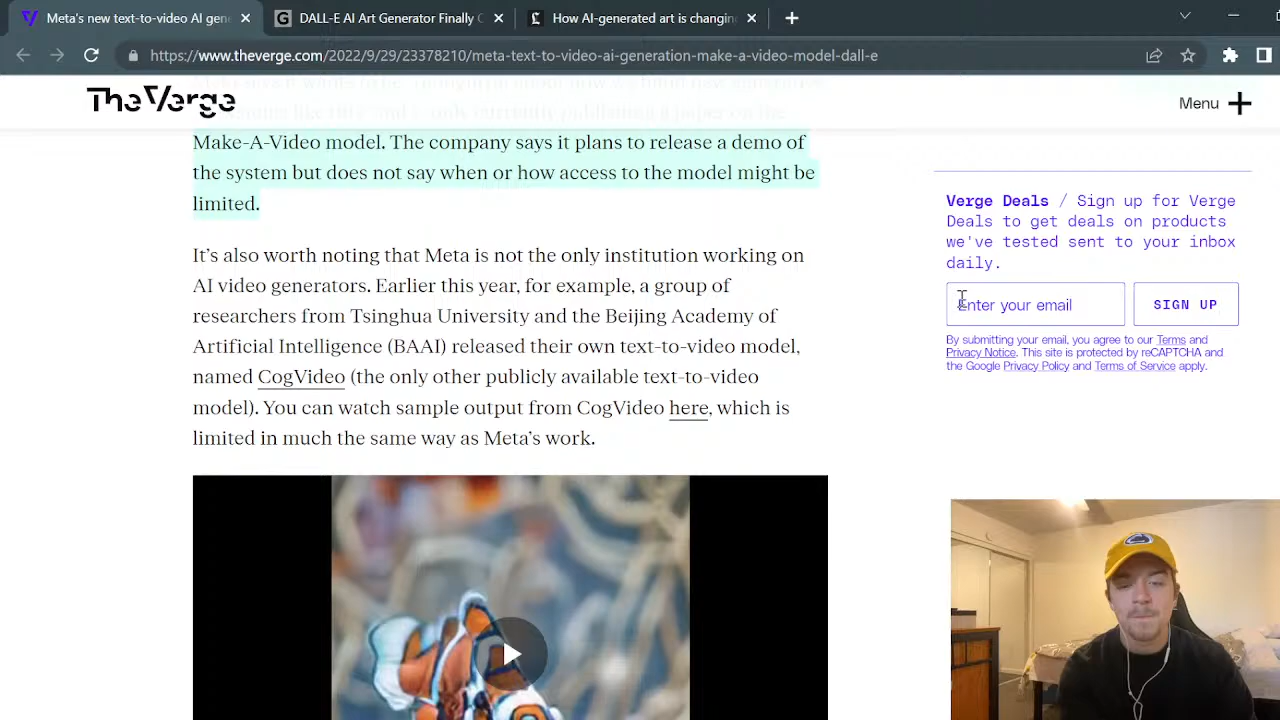 Meta's new text-to-video AI gene
DALL-E AI Art Generator Finally C
How AI-generated art is changin
https://www.theverge.com/2022/9/29/23378210/meta-text-to-video-ai-generation-make-a-video-model-dall-e
The Verge
Menu
Make-A-Video model. The company says it plans to release a demo of
the system but does not say when or how access to the model might be
limited.
It’s also worth noting that Meta is not the only institution working on
AI video generators. Earlier this year, for example, a group of
researchers from Tsinghua University and the Beijing Academy of
Artificial Intelligence (BAAI) released their own text-to-video model,
named CogVideo (the only other publicly available text-to-video
model). You can watch sample output from CogVideo here, which is
limited in much the same way as Meta’s work.
Verge Deals / Sign up for Verge
Deals to get deals on products
we've tested sent to your inbox
daily.
Enter your email
SIGN UP
By submitting your email, you agree to our Terms and
Privacy Notice. This site is protected by reCAPTCHA and
the Google Privacy Policy and Terms of Service apply.